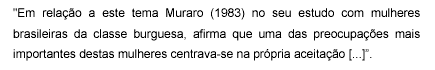 "Em relação a este tema Muraro (1983) no seu estudo com mulheres
brasileiras da classe burguesa, afirma que uma das preocupações mais
importantes destas mulheres centrava-se na própria aceitação [...]”.